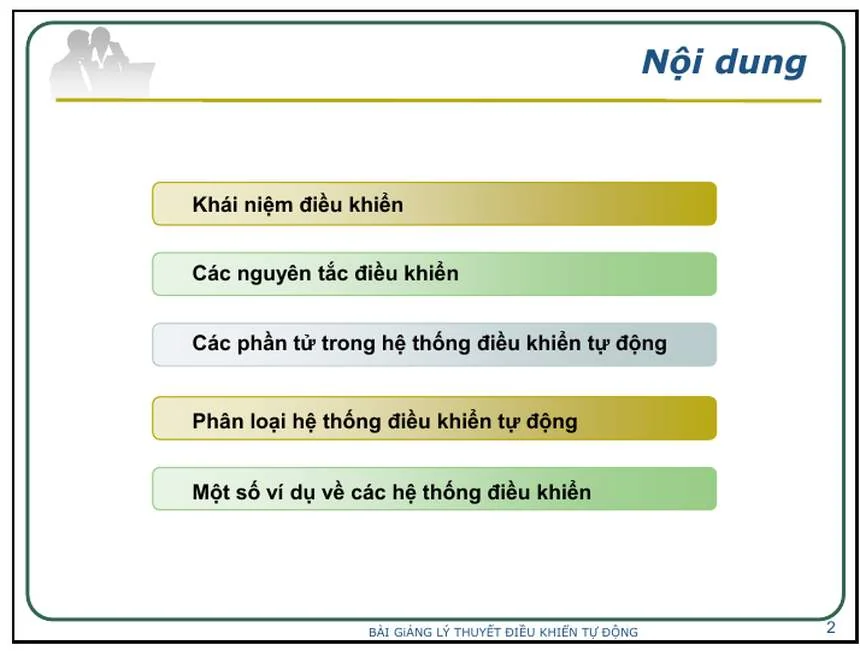 Nội dung
Khái niệm điều khiển
Các nguyên tắc điều khiển
Các phần tử trong hệ thống điều khiển tự động
Phân loại hệ thống điều khiển tự động
Một số ví dụ về các hệ thống điều khiển
BÀI GiẢNG LÝ THUYẾT ĐIỀU KHIỂN TỰ ĐỘNG
2